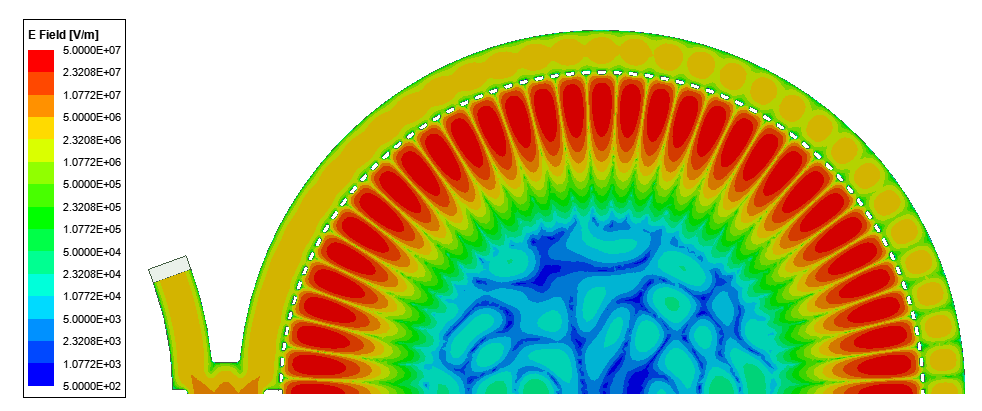 E Field [V/m]
5.0000E+07
2.3208E+07
1.0772E+07
5.0000E+06
2.3208E+06
1.0772E+06
5.0000E+05
2.3208E+05
1.0772E+05
5.0000E+04
2.3208E+04
1.0772E+04
5.0000E+03
2.3208E+03
1.0772E+03
5.0000E+02